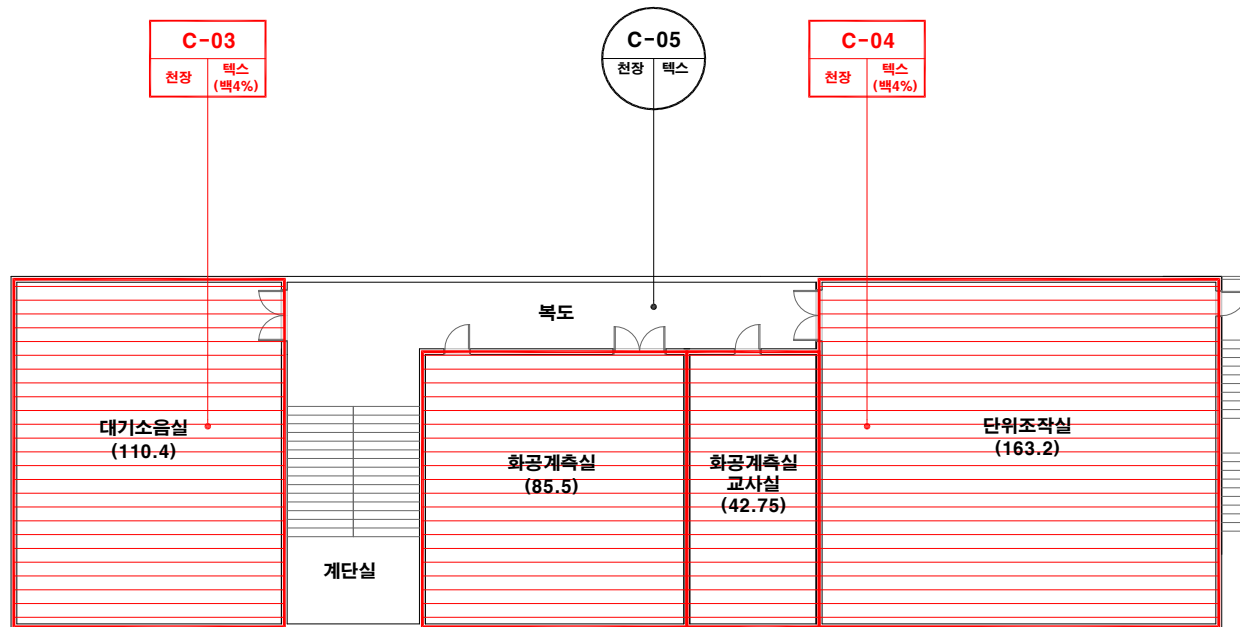 C-03
천장
텍스
(백4%)
C-05
천장
텍스
C-04
천장
텍스
(백4%)
복도
대기소음실
(110.4)
화공계측실
(85.5)
화공계측실
교사실
(42.75)
단위조작실
(163.2)
계단실